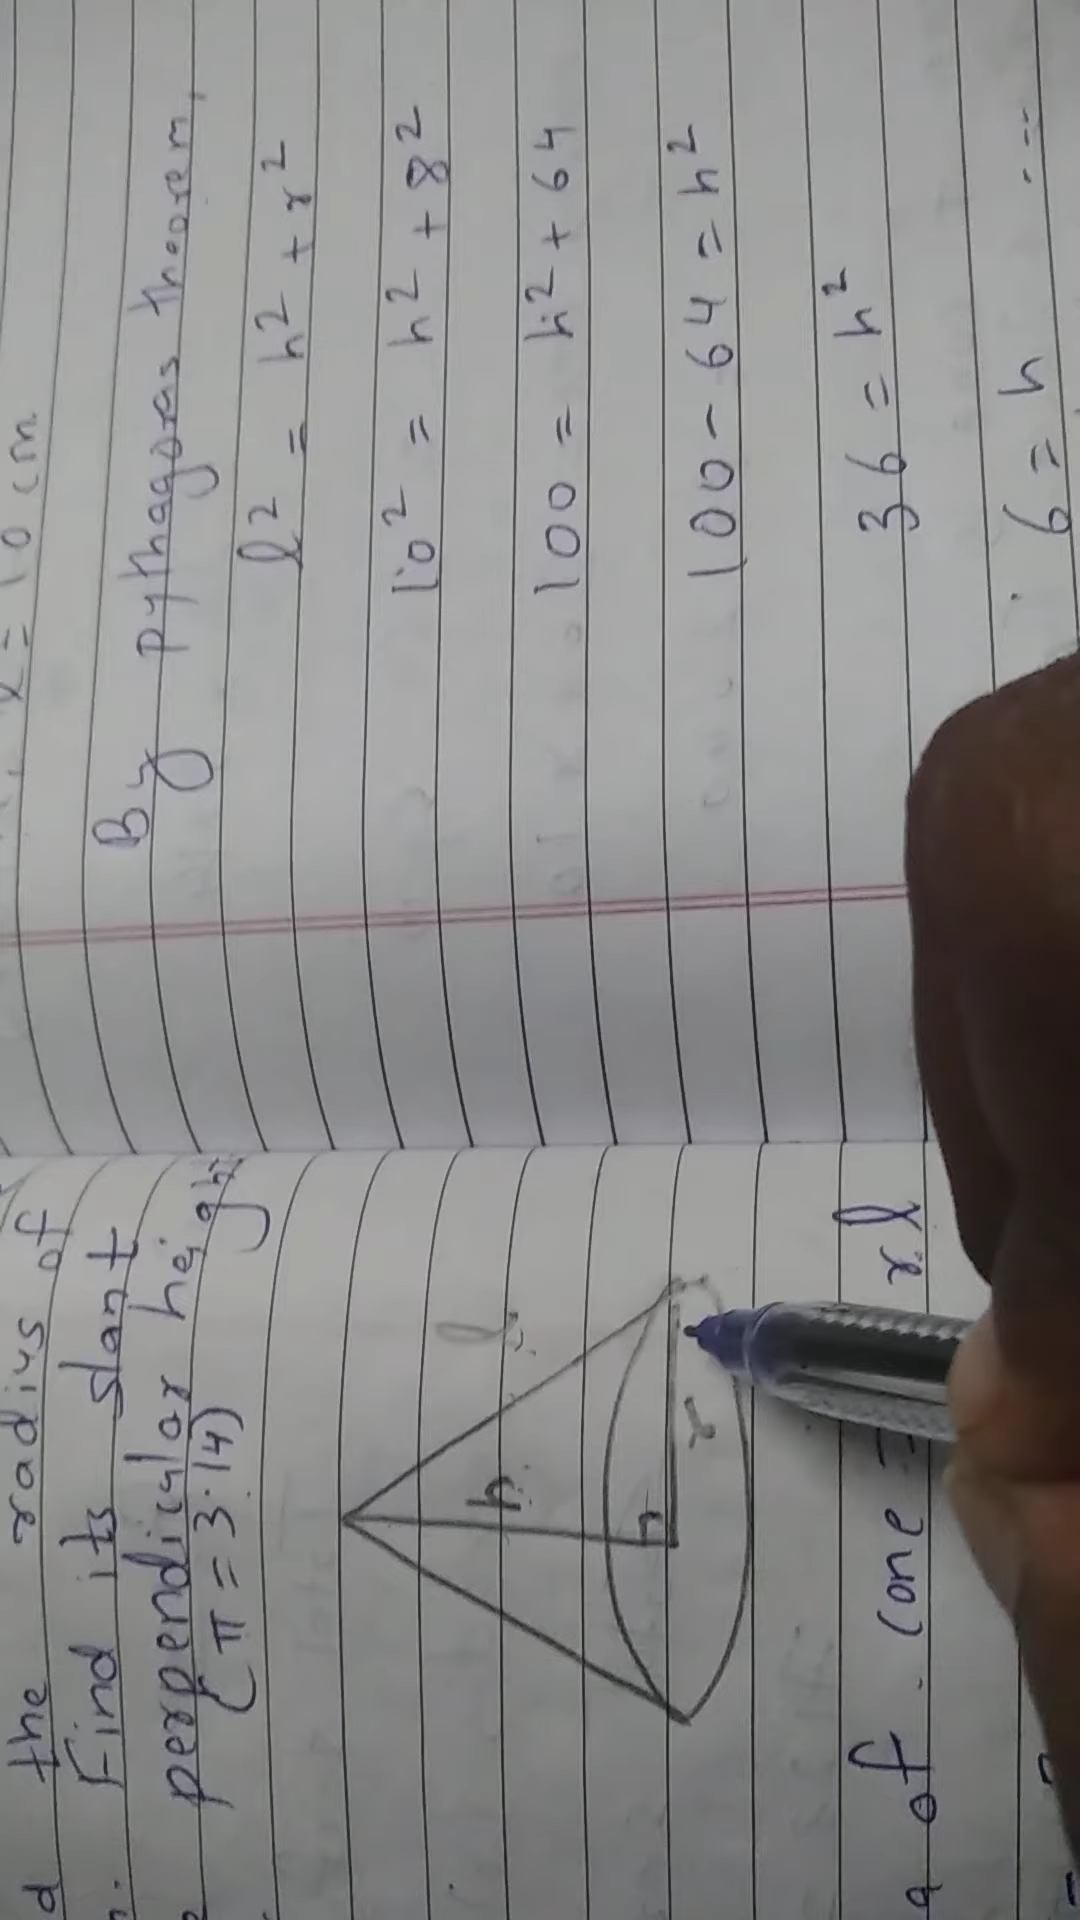 d the radius of
Find its slant
perpendicular height
(π = 3.14)
h
l
r
of cone = r l
l = 10 cm
By pythagoras theorem,
l² = h² + r²
10² = h² + 8²
100 = h² + 64
100 - 64 = h²
36 = h²
6 = h